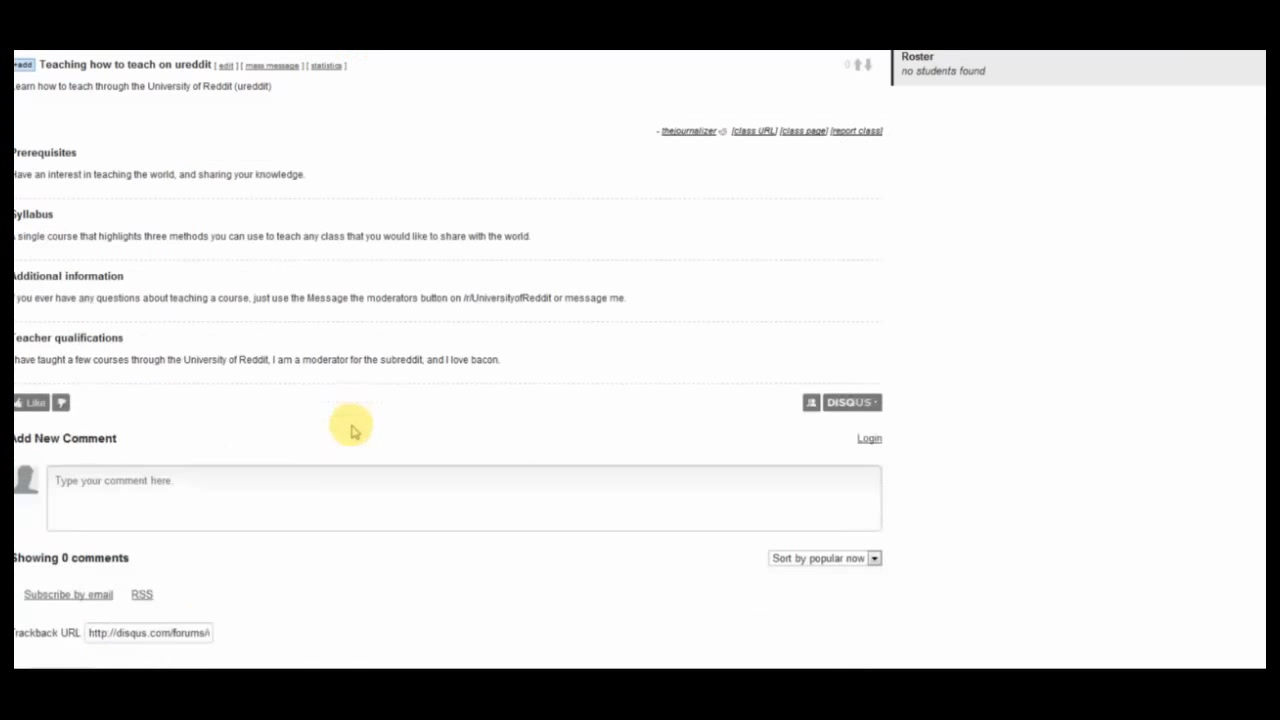 +add Teaching how to teach on ureddit [ edit ] [ mass message ] [ statistics ]
0
earn how to teach through the University of Reddit (ureddit)
- thejournalizer [class URL] [class page] [report class]
Prerequisites
Have an interest in teaching the world, and sharing your knowledge.
Syllabus
single course that highlights three methods you can use to teach any class that you would like to share with the world.
Additional information
you ever have any questions about teaching a course, just use the Message the moderators button on /r/UniversityofReddit or message me.
Teacher qualifications
have taught a few courses through the University of Reddit, I am a moderator for the subreddit, and I love bacon.
Like
DISQUS
Add New Comment
Login
Type your comment here.
Showing 0 comments
Sort by popular now
Subscribe by email RSS
rackback URL http://disqus.com/forums/
Roster
no students found